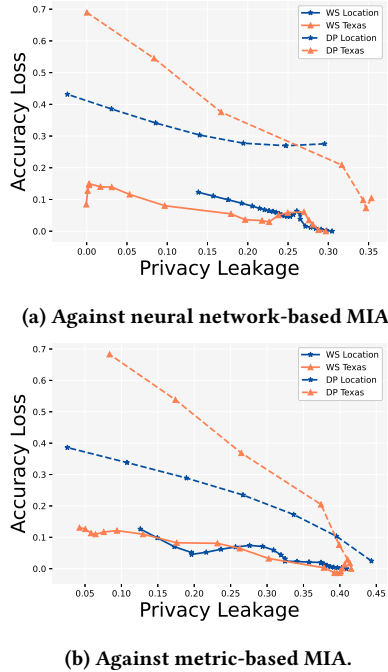 0.7
0.6
0.5
0.4
0.3
0.2
0.1
0.0
Accuracy Loss
WS Location
WS Texas
DP Location
DP Texas
0.00 0.05 0.10 0.15 0.20 0.25 0.30 0.35
Privacy Leakage
(a) Against neural network-based MIA
0.7
0.6
0.5
0.4
0.3
0.2
0.1
0.0
Accuracy Loss
WS Location
WS Texas
DP Location
DP Texas
0.05 0.10 0.15 0.20 0.25 0.30 0.35 0.40 0.45
Privacy Leakage
(b) Against metric-based MIA.